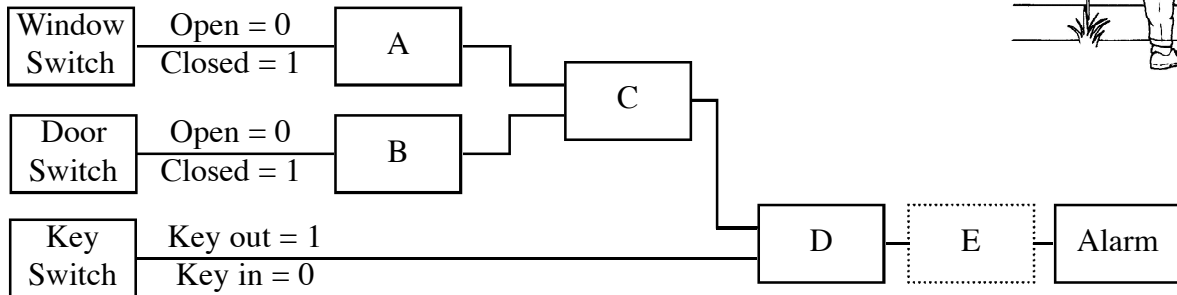 Window
Switch
Open = 0
Closed = 1
A
C
Door
Switch
Open = 0
Closed = 1
B
Key
Switch
Key out = 1
Key in = 0
D
E
Alarm